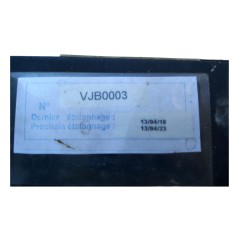 VJB0003
N°
Dernier étalonnage : 13/04/18
Prochain étalonnage : 13/04/23